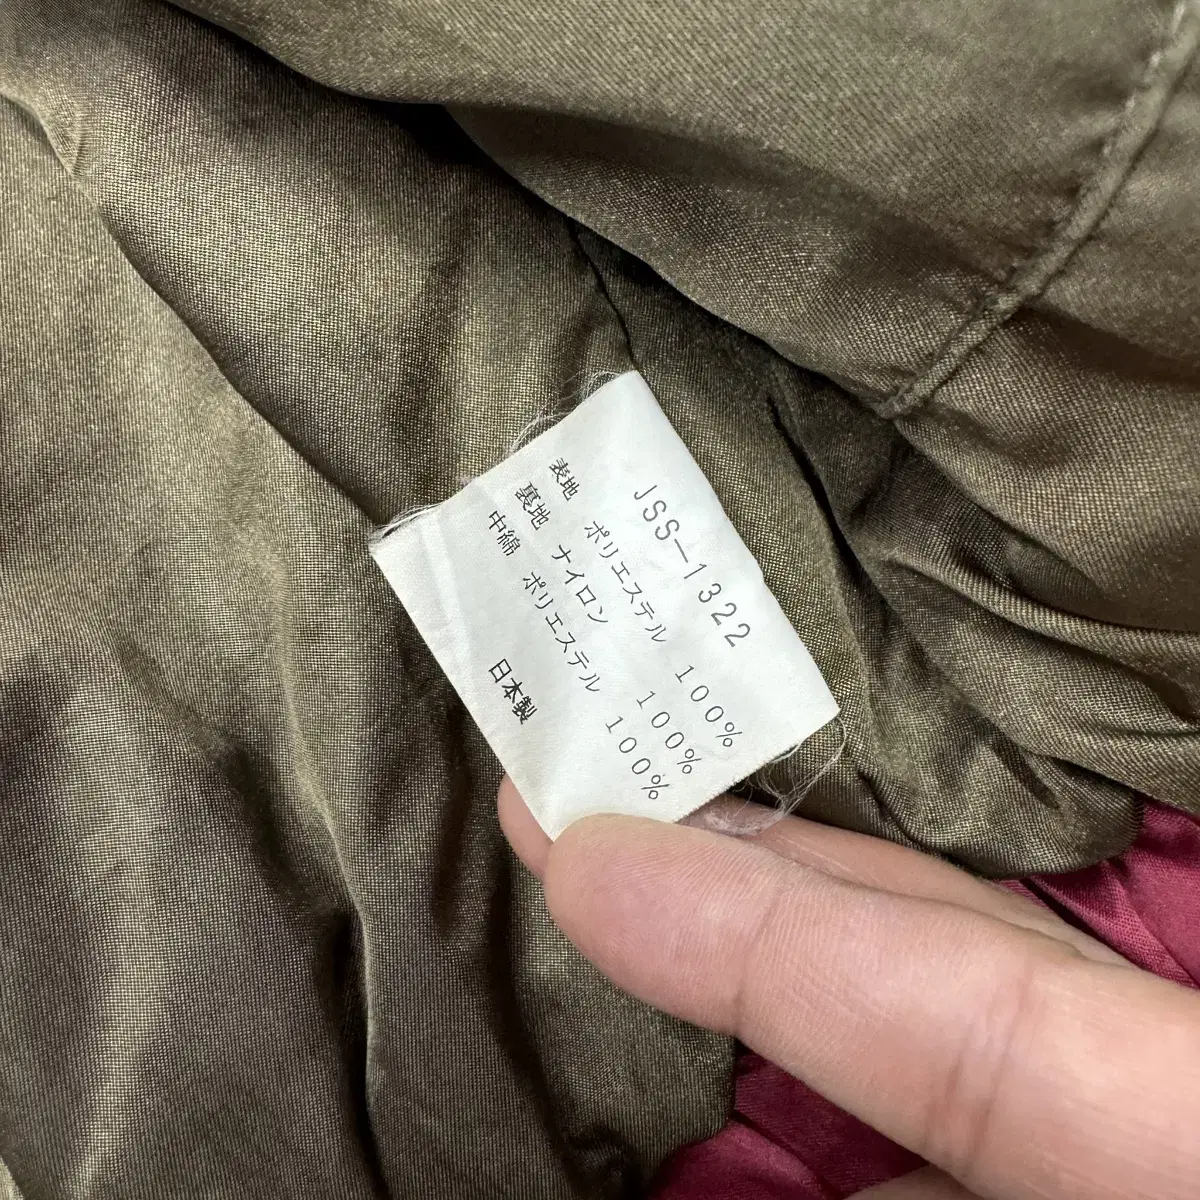 JSS-1322
表地 ポリエステル 100%
裏地 ナイロン 100%
中綿 ポリエステル 100%
日本製